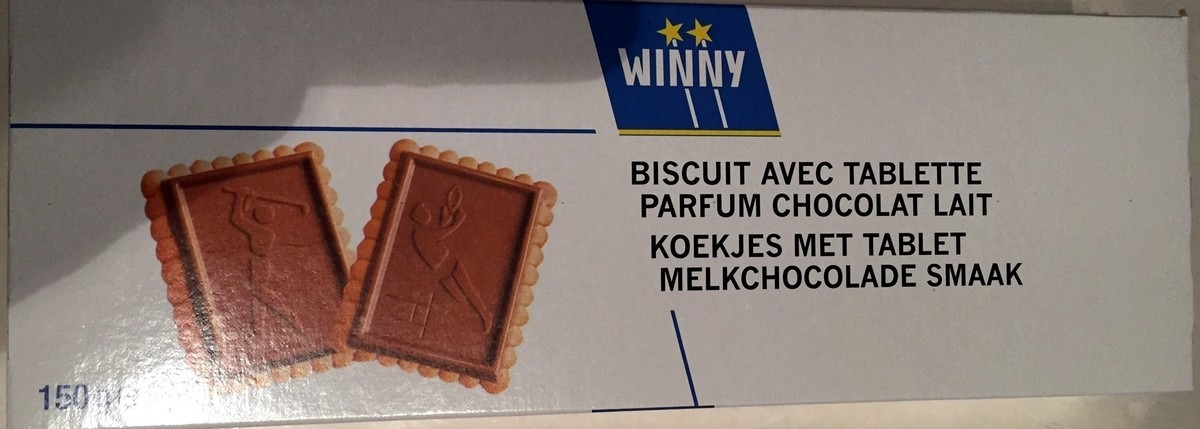 WINNY
BISCUIT AVEC TABLETTE
PARFUM CHOCOLAT LAIT
KOEKJES MET TABLET
MELKCHOCOLADE SMAAK
150